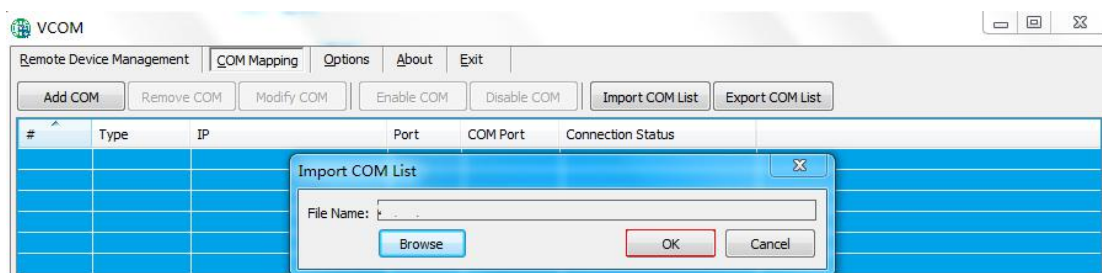 VCOM
Remote Device Management COM Mapping Options About Exit
Add COM Remove COM Modify COM Enable COM Disable COM Import COM List Export COM List
# Type IP Port COM Port Connection Status
Import COM List
File Name:
Browse OK Cancel